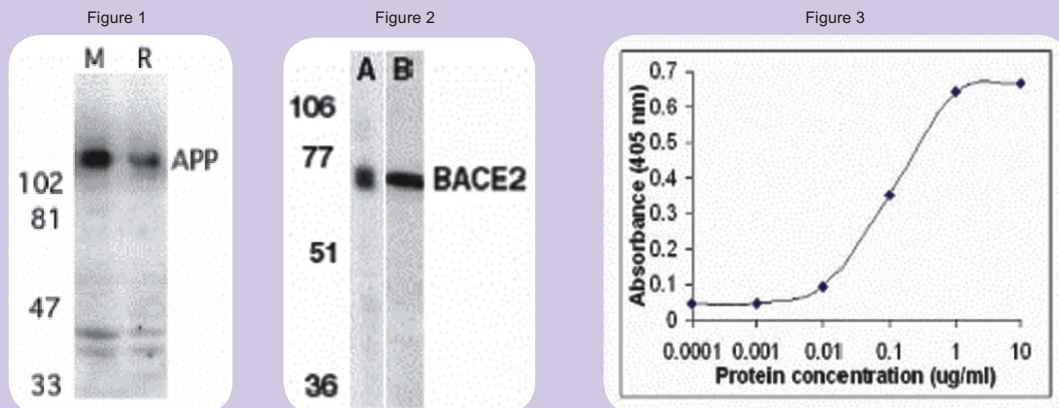 Figure 1
M R
APP
102
81
47
33
Figure 2
A B
106
77
BACE2
51
36
Figure 3
0.7
0.6
0.5
0.4
0.3
0.2
0.1
0
Absorbance (405 nm)
0.0001 0.001 0.01 0.1 1 10
Protein concentration (ug/ml)